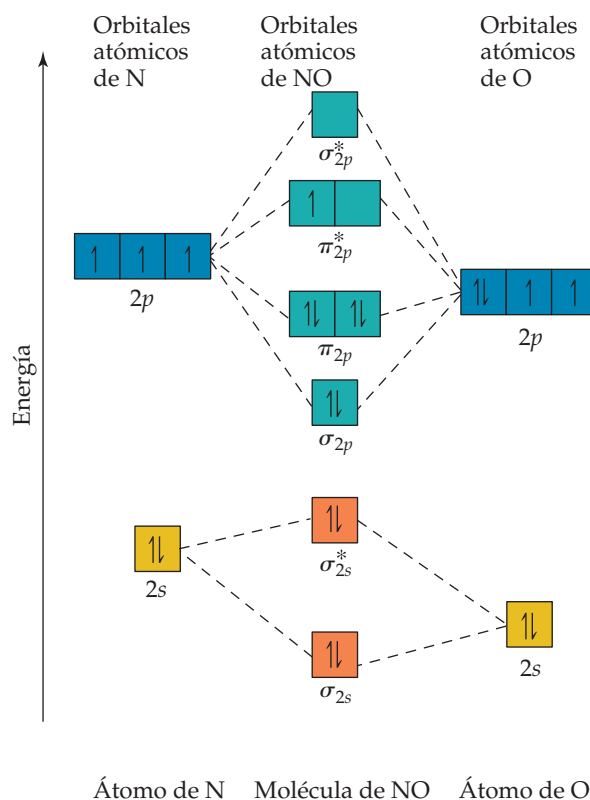 Orbitales
atómicos
de N
Orbitales
atómicos
de NO
Orbitales
atómicos
de O
Energía
σ*2p
π*2p
2p
π2p
2p
σ2p
σ*2s
2s
σ2s
2s
Átomo de N
Molécula de NO
Átomo de O